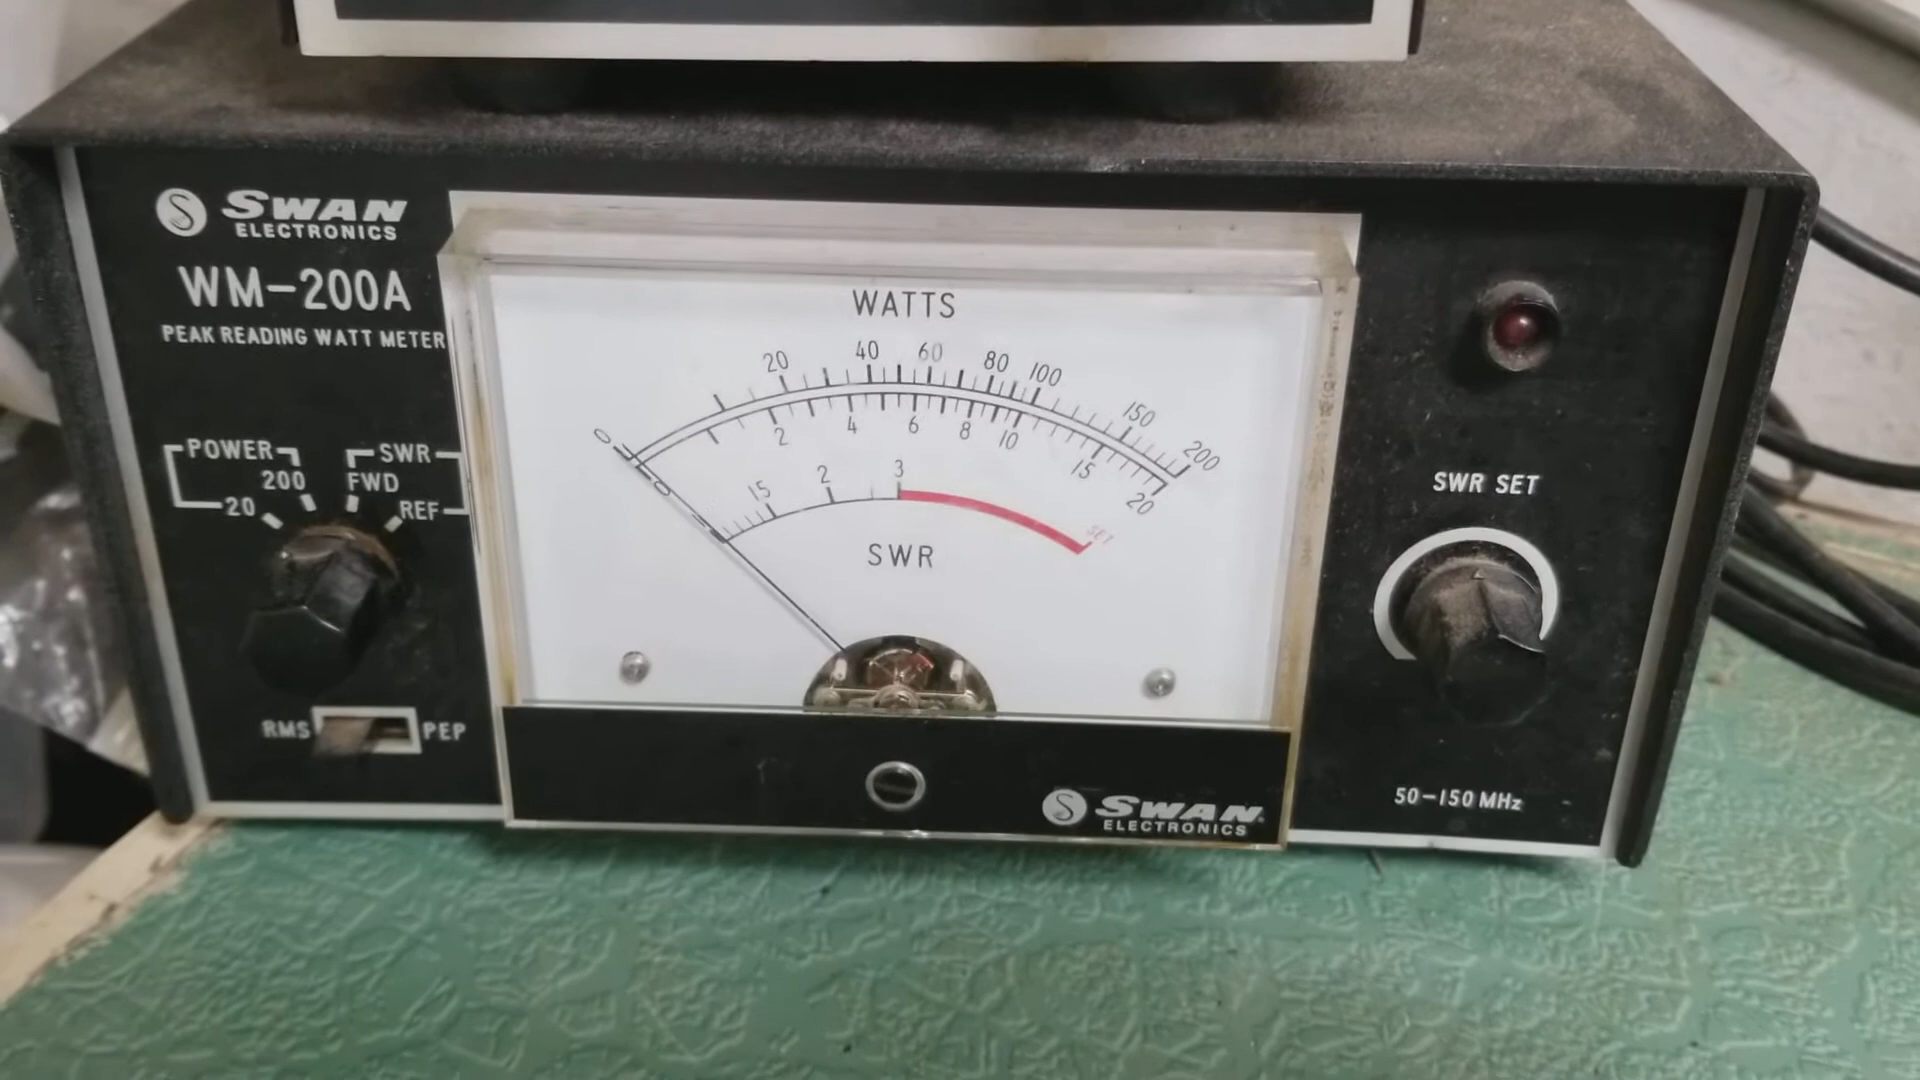 SWAN
ELECTRONICS
WM-200A
PEAK READING WATT METER
POWER
200
20
SWR
FWD
REF
RMS
PEP
WATTS
0 20 40 60 80 100 150 200
0 2 4 6 8 10 15 20
15 2 3 SET
SWR
SWAN
ELECTRONICS
SWR SET
50-150 MHz